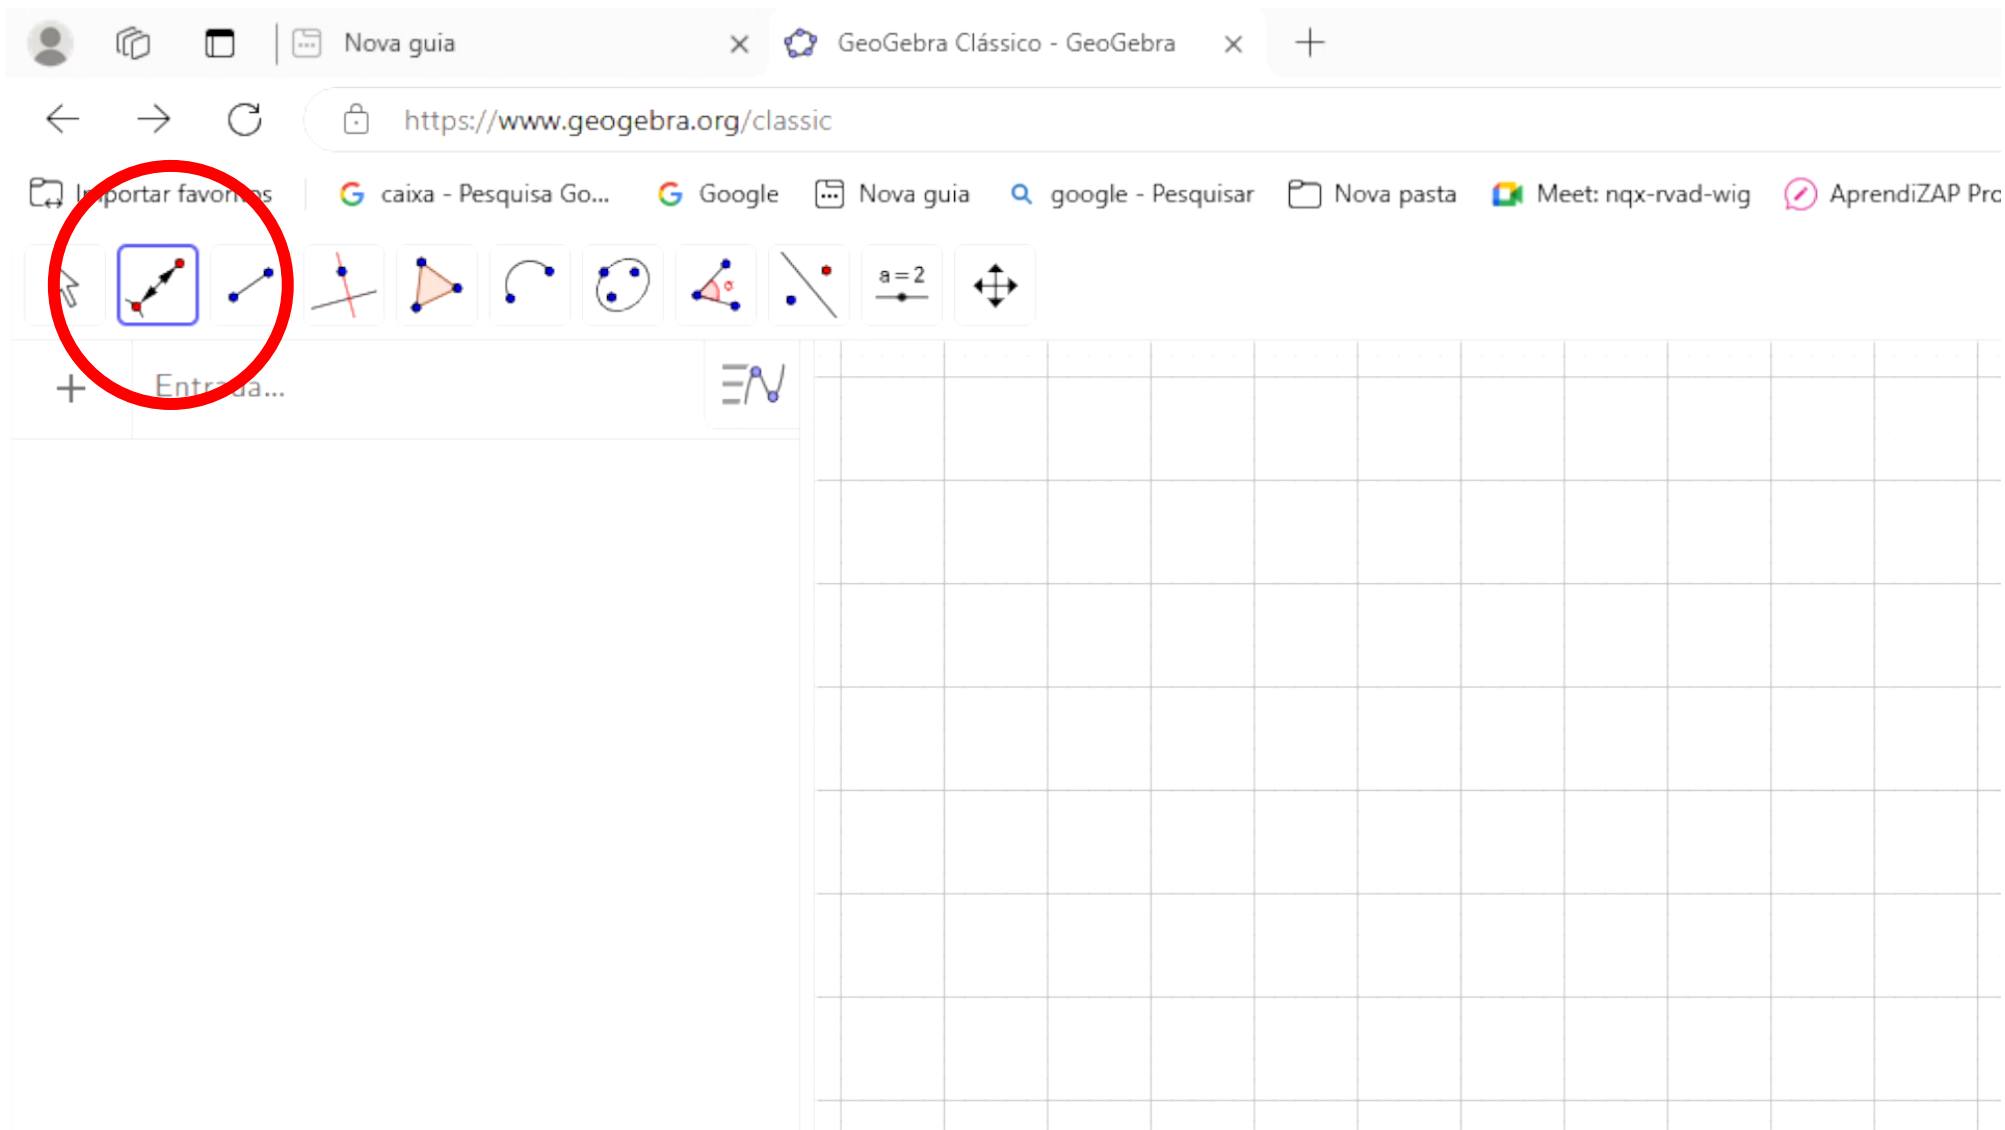 Nova guia
GeoGebra Clássico - GeoGebra
https://www.geogebra.org/classic
Importar favoritos
caixa - Pesquisa Go...
Google
Nova guia
google - Pesquisar
Nova pasta
Meet: nqx-rvad-wig
AprendiZAP Pro
α
a = 2
Entrada...